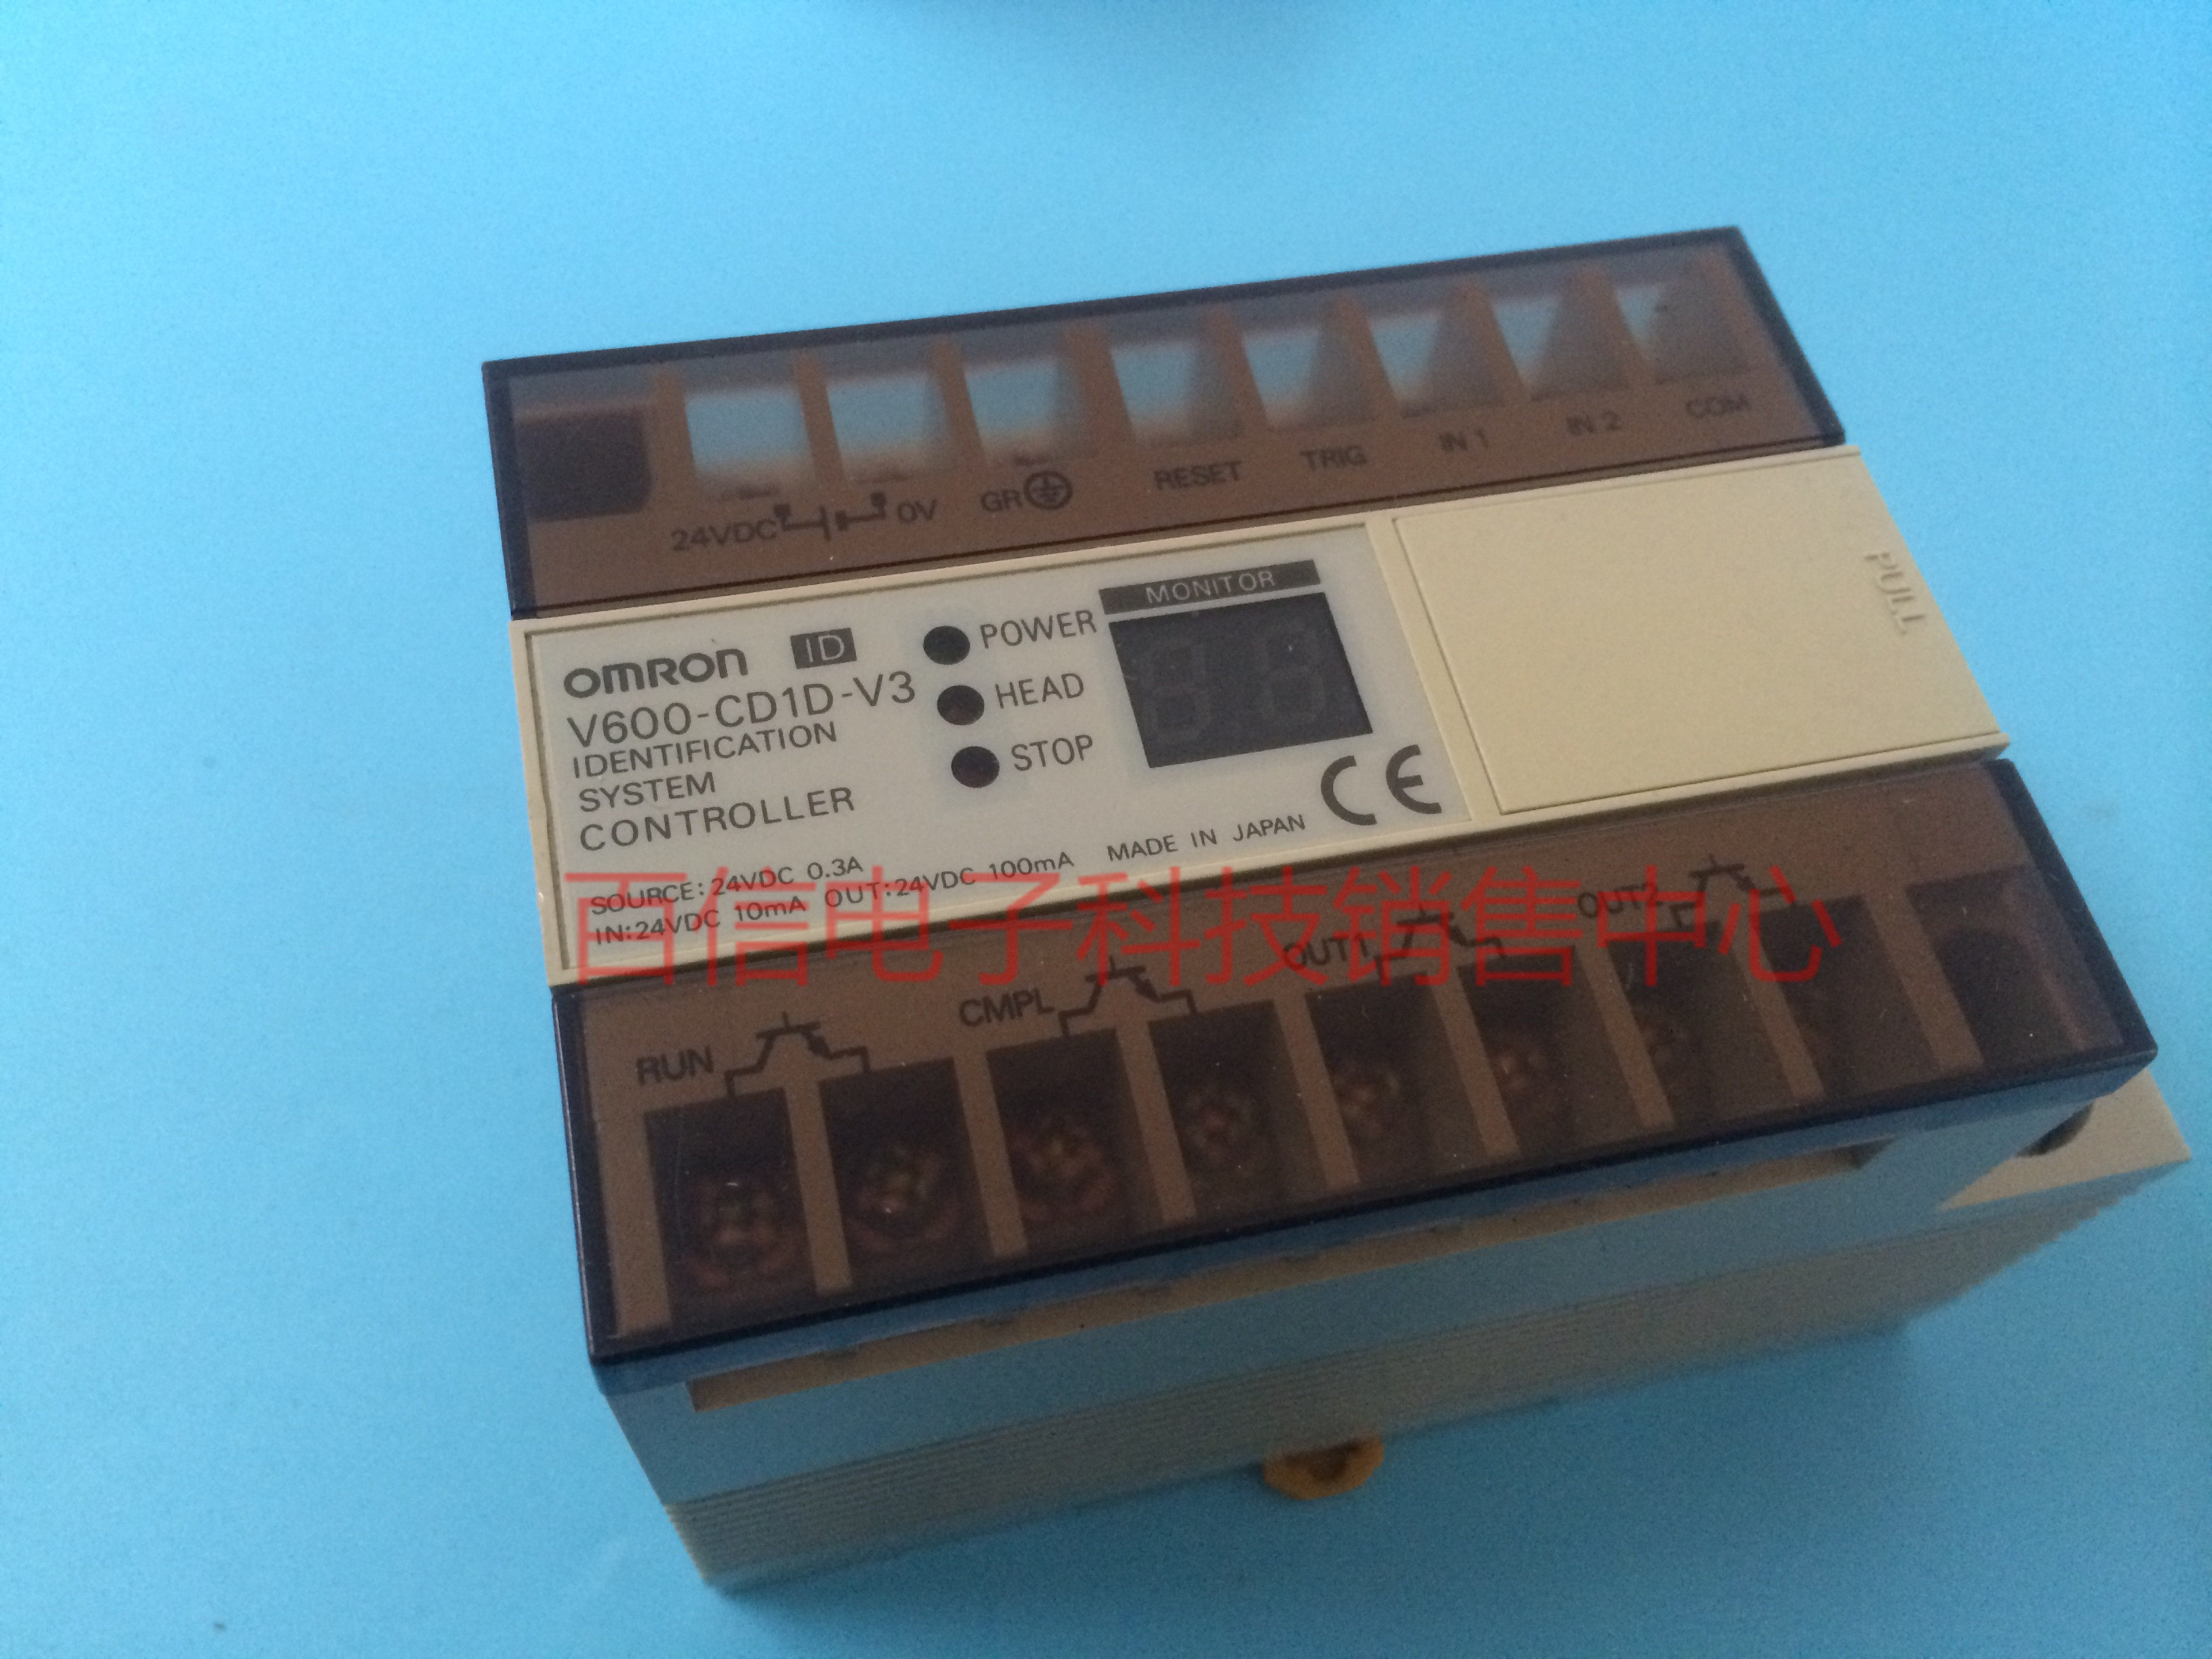 24VDC 0V GR RESET TRIG IN 1 IN 2 COM
PULL
OMRON ID
V600-CD1D-V3
IDENTIFICATION
SYSTEM
CONTROLLER
POWER
HEAD
STOP
MONITOR
CE
SOURCE: 24VDC 0.3A
IN:24VDC 10mA OUT:24VDC 100mA MADE IN JAPAN
百信电子科技销售中心
RUN CMPL OUT1 OUT2